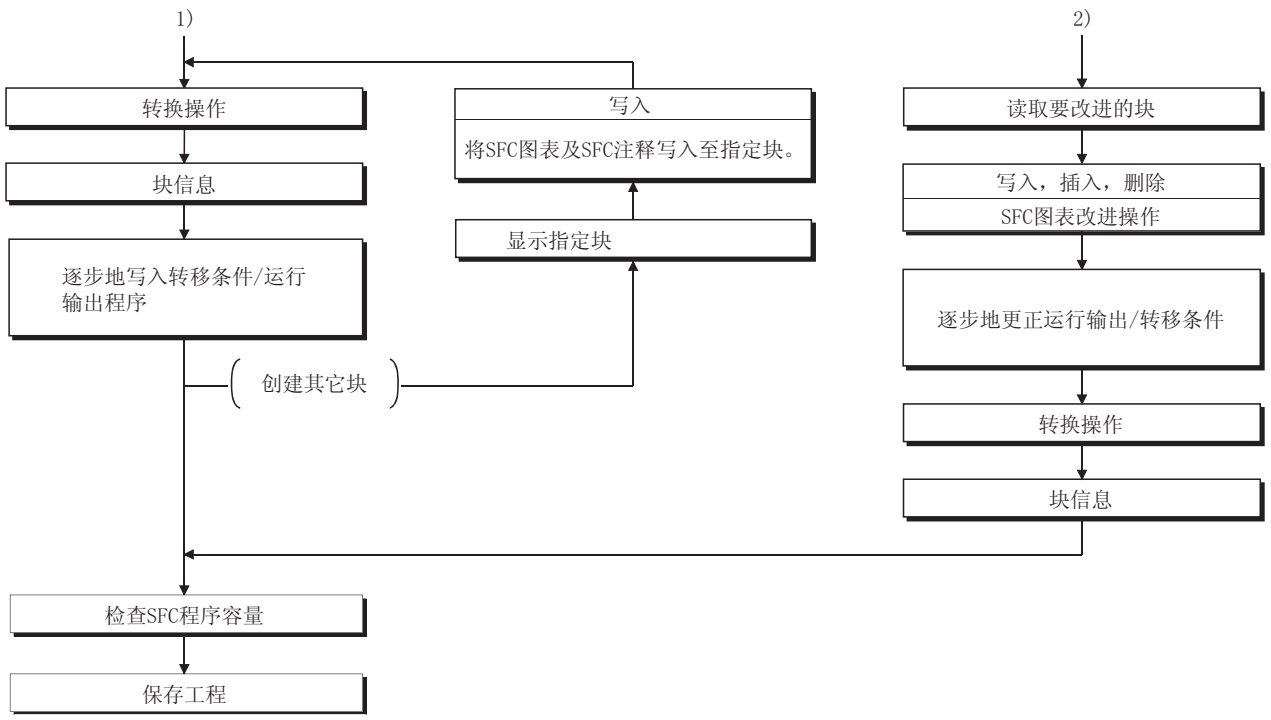 1)
转换操作
块信息
逐步地写入转移条件/运行
输出程序
创建其它块
写入
将SFC图表及SFC注释写入至指定块。
显示指定块
2)
读取要改进的块
写入，插入，删除
SFC图表改进操作
逐步地更正运行输出/转移条件
转换操作
块信息
检查SFC程序容量
保存工程